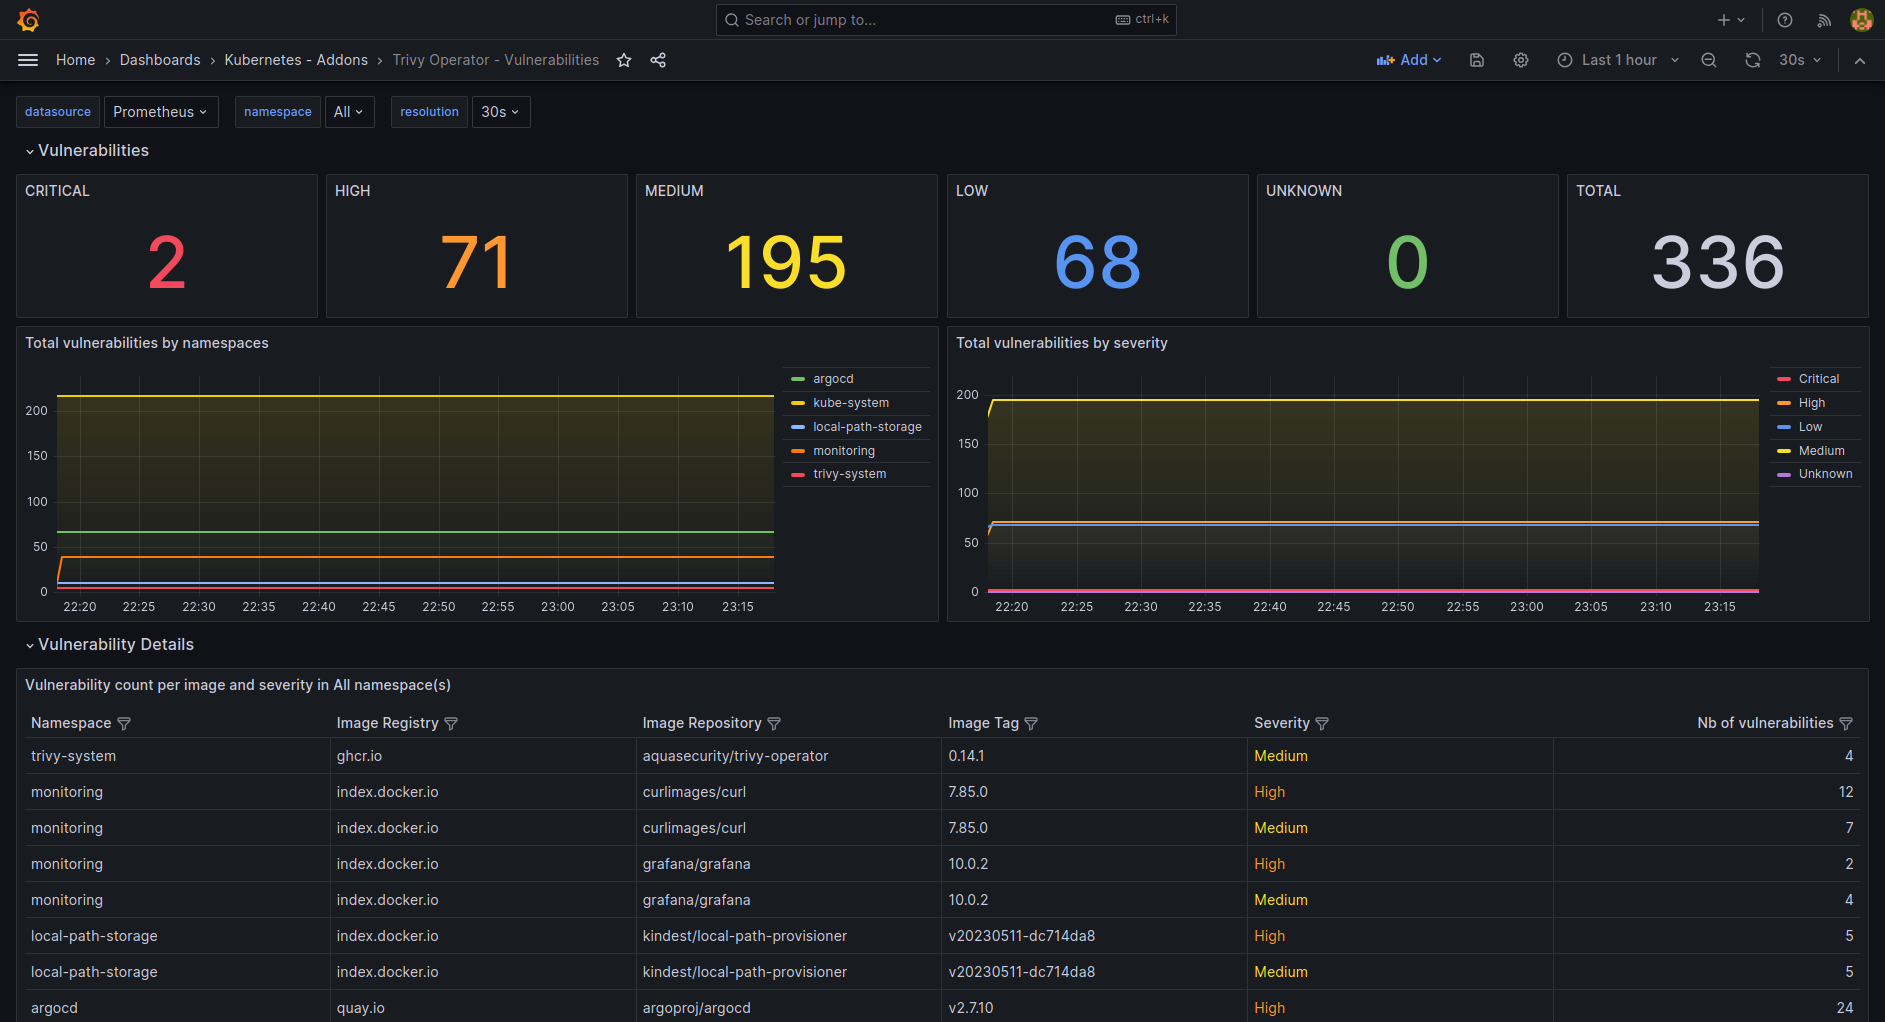 Search or jump to... ctrl+k
Home › Dashboards › Kubernetes - Addons › Trivy Operator - Vulnerabilities Add Last 1 hour 30s
datasource Prometheus namespace All resolution 30s
Vulnerabilities
CRITICAL HIGH MEDIUM LOW UNKNOWN TOTAL
2 71 195 68 0 336
Total vulnerabilities by namespaces
200
150
100
50
0
22:20 22:25 22:30 22:35 22:40 22:45 22:50 22:55 23:00 23:05 23:10 23:15
argocd
kube-system
local-path-storage
monitoring
trivy-system
Total vulnerabilities by severity
200
150
100
50
0
22:20 22:25 22:30 22:35 22:40 22:45 22:50 22:55 23:00 23:05 23:10 23:15
Critical
High
Low
Medium
Unknown
Vulnerability Details
Vulnerability count per image and severity in All namespace(s)
Namespace Image Registry Image Repository Image Tag Severity Nb of vulnerabilities
trivy-system ghcr.io aquasecurity/trivy-operator 0.14.1 Medium 4
monitoring index.docker.io curlimages/curl 7.85.0 High 12
monitoring index.docker.io curlimages/curl 7.85.0 Medium 7
monitoring index.docker.io grafana/grafana 10.0.2 High 2
monitoring index.docker.io grafana/grafana 10.0.2 Medium 4
local-path-storage index.docker.io kindest/local-path-provisioner v20230511-dc714da8 High 5
local-path-storage index.docker.io kindest/local-path-provisioner v20230511-dc714da8 Medium 5
argocd quay.io argoproj/argocd v2.7.10 High 24